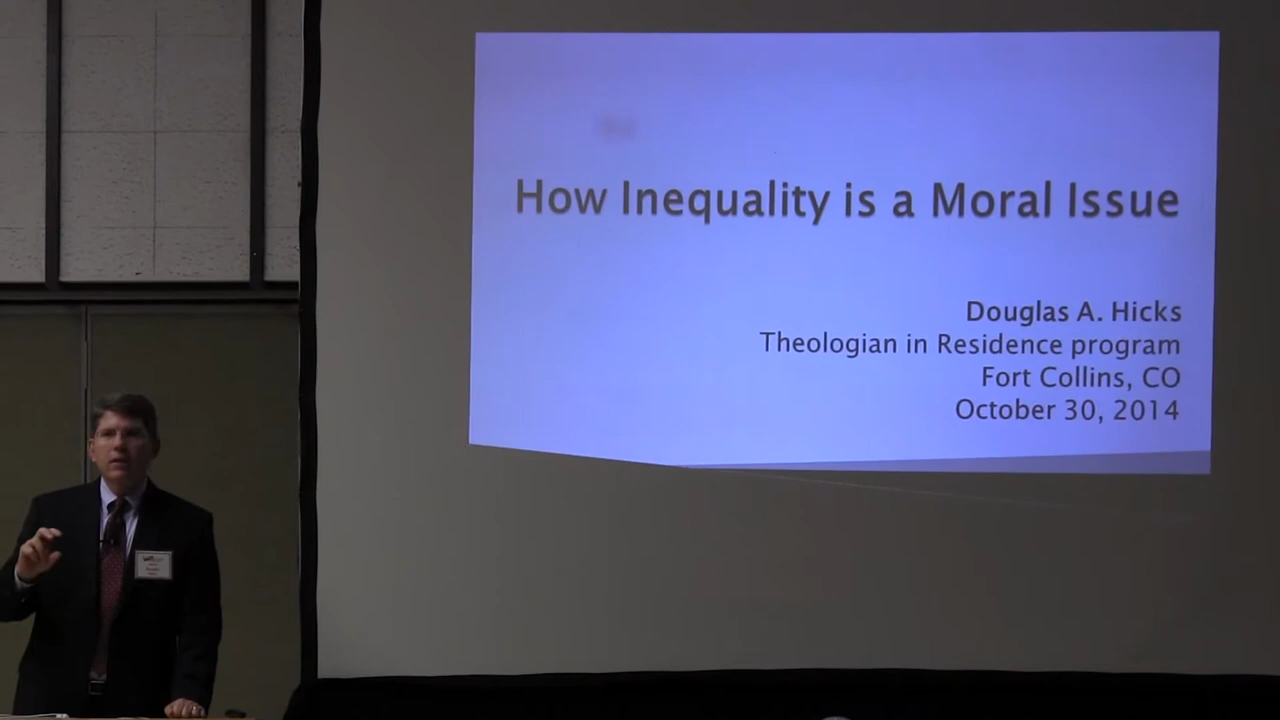 How Inequality is a Moral Issue
Douglas A. Hicks
Theologian in Residence program
Fort Collins, CO
October 30, 2014